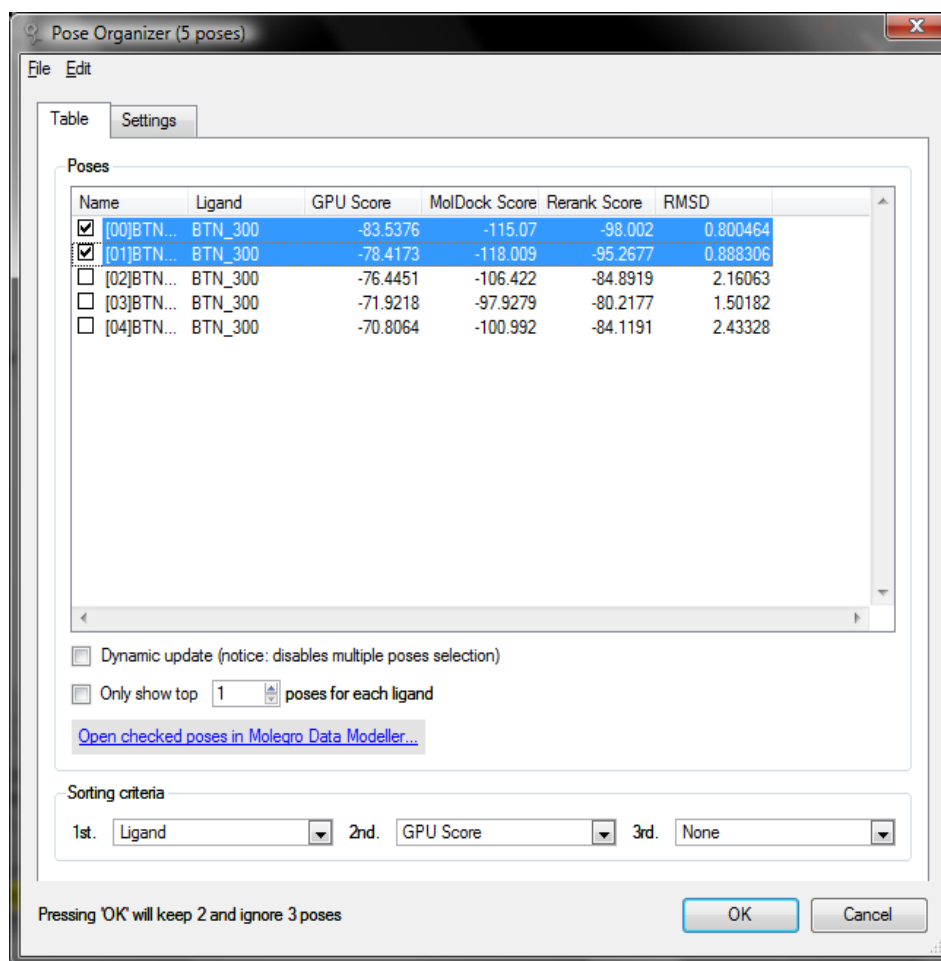 Pose Organizer (5 poses)
File Edit
Table Settings
Poses
Name Ligand GPU Score MolDock Score Rerank Score RMSD
[00]BTN... BTN_300 -83.5376 -115.07 -98.002 0.800464
[01]BTN... BTN_300 -78.4173 -118.009 -95.2677 0.888306
[02]BTN... BTN_300 -76.4451 -106.422 -84.8919 2.16063
[03]BTN... BTN_300 -71.9218 -97.9279 -80.2177 1.50182
[04]BTN... BTN_300 -70.8064 -100.992 -84.1191 2.43328
Dynamic update (notice: disables multiple poses selection)
Only show top 1 poses for each ligand
Open checked poses in Molegro Data Modeller...
Sorting criteria
1st. Ligand 2nd. GPU Score 3rd. None
Pressing 'OK' will keep 2 and ignore 3 poses OK Cancel